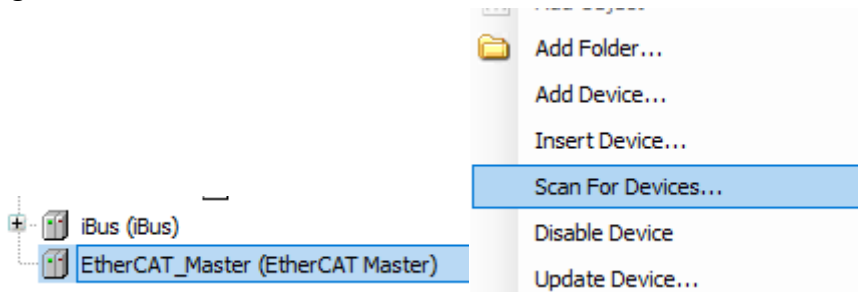 Add Folder...
Add Device...
Insert Device...
Scan For Devices...
iBus (iBus)
Disable Device
EtherCAT_Master (EtherCAT Master)
Update Device...